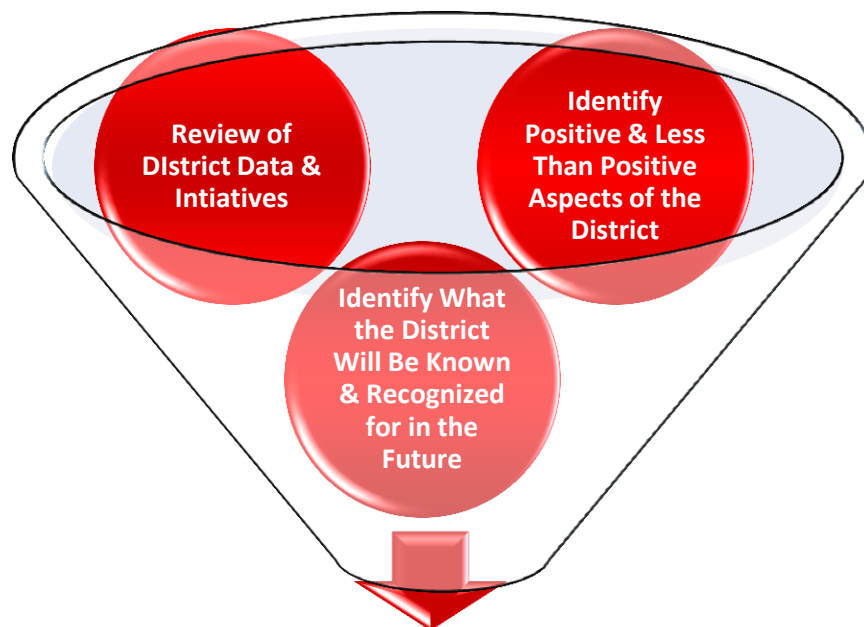 Review of
DIstrict Data &
Intiatives
Identify
Positive & Less
Than Positive
Aspects of the
District
Identify What
the District
Will Be Known
& Recognized
for in the
Future